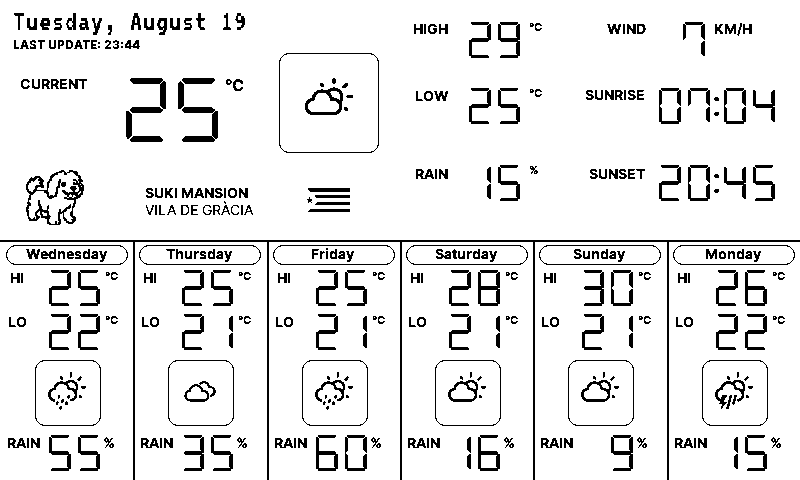 Tuesday, August 19
LAST UPDATE: 23:44
CURRENT 25 °C
SUKI MANSION
VILA DE GRÀCIA
HIGH 29 °C
LOW 25 °C
RAIN 15 %
WIND 7 KM/H
SUNRISE 07:04
SUNSET 20:45
Wednesday
HI 25 °C
LO 22 °C
RAIN 55 %
Thursday
HI 25 °C
LO 21 °C
RAIN 35 %
Friday
HI 25 °C
LO 21 °C
RAIN 60 %
Saturday
HI 28 °C
LO 21 °C
RAIN 16 %
Sunday
HI 30 °C
LO 21 °C
RAIN 9 %
Monday
HI 26 °C
LO 22 °C
RAIN 15 %